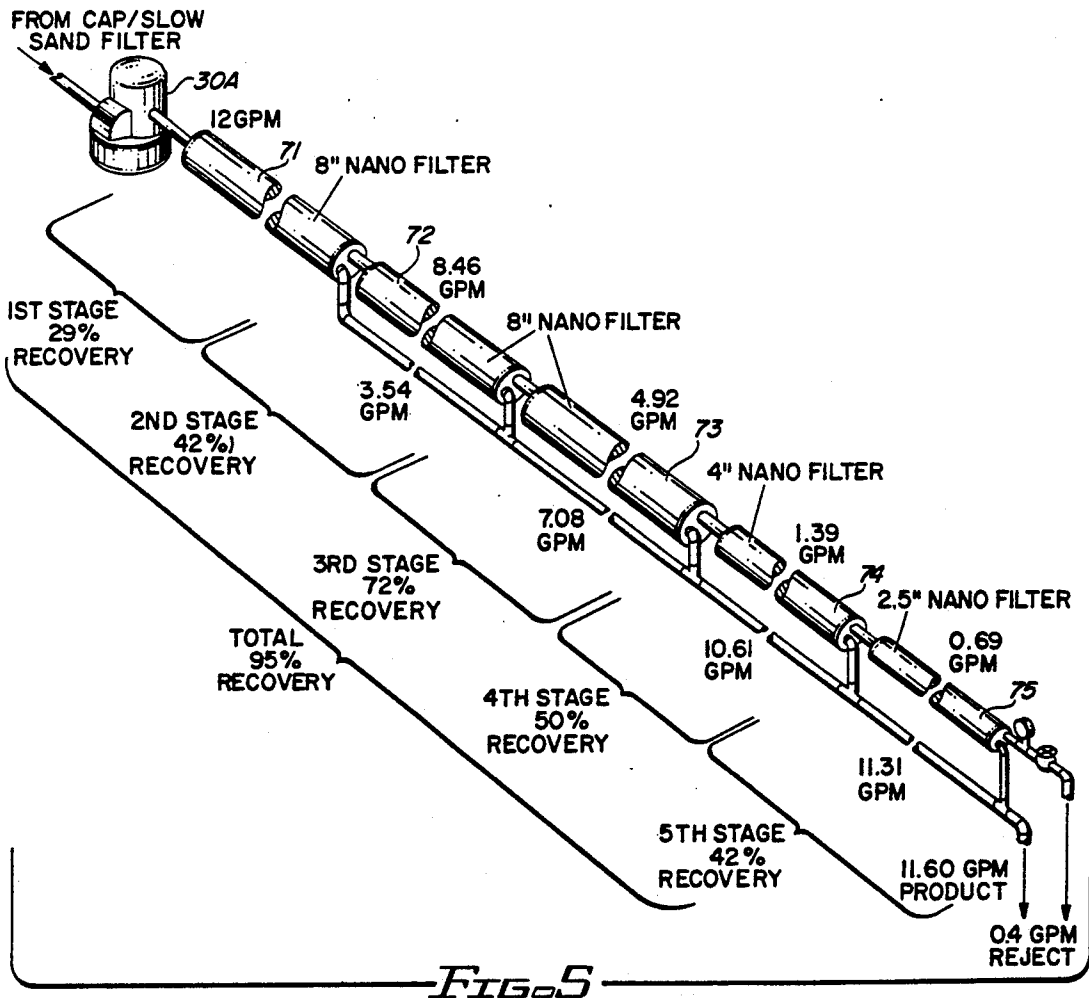 FROM CAP/SLOW
SAND FILTER
30A
12GPM
71
8" NANO FILTER
72
8.46
GPM
8" NANO FILTER
1ST STAGE
29%
RECOVERY
3.54
GPM
4.92
GPM
73
2ND STAGE
42%)
RECOVERY
4" NANO FILTER
7.08
GPM
1.39
GPM
74
3RD STAGE
72%
RECOVERY
2.5" NANO FILTER
TOTAL
95%
RECOVERY
10.61
GPM
0.69
GPM
75
4TH STAGE
50%
RECOVERY
11.31
GPM
5TH STAGE
42%
RECOVERY
11.60 GPM
PRODUCT
0.4 GPM
REJECT
FIG-5